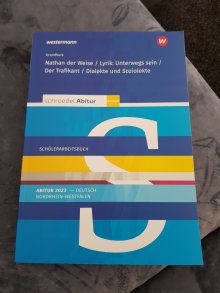 westermann
Grundkurs
Nathan der Weise / Lyrik: Unterwegs sein /
Der Trafikant / Dialekte und Soziolekte
schroedel Abitur
SCHÜLERARBEITSBUCH
S
ABITUR 2023 — DEUTSCH
NORDRHEIN-WESTFALEN